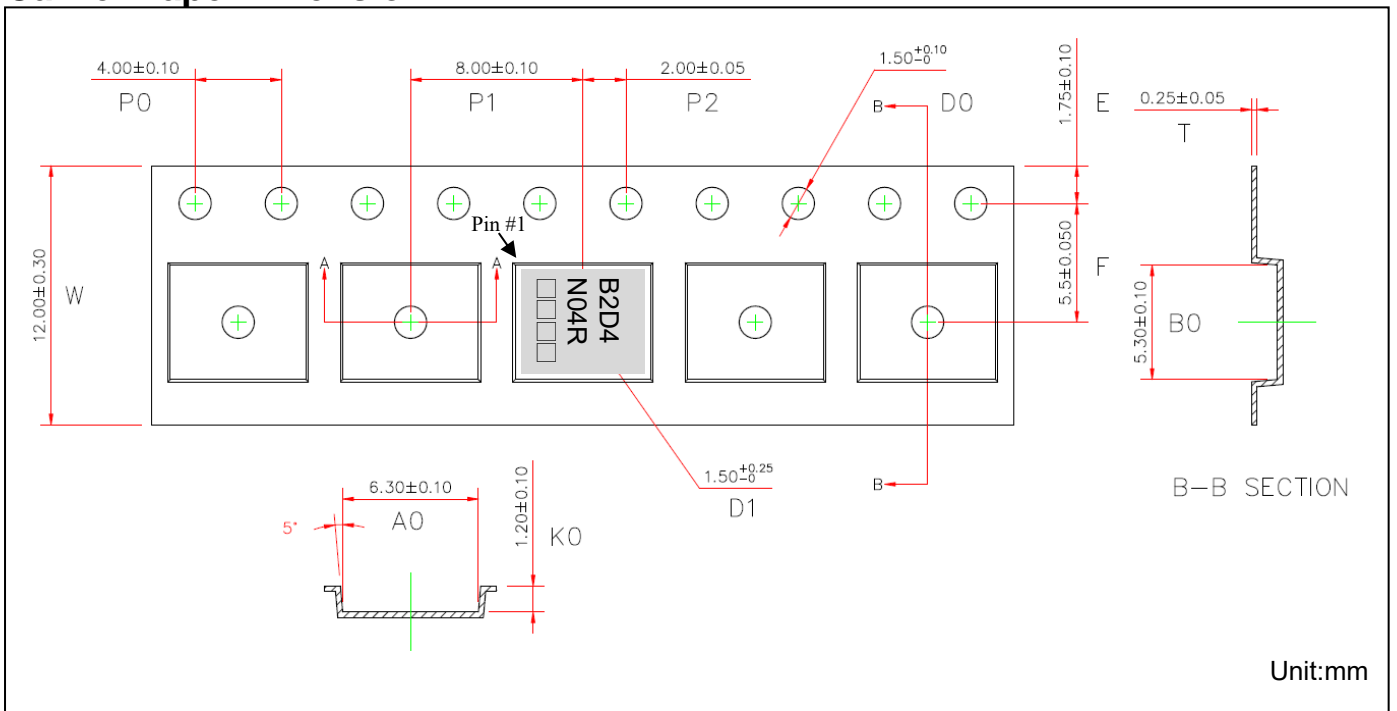 4.00±0.10
P0
8.00±0.10
P1
2.00±0.05
P2
1.50+0.10-0
D0
B
1.75±0.10
E
0.25±0.05
T
12.00±0.30
W
Pin #1
A
A
B2D4
N04R
□□□□
5.5±0.050
F
5.30±0.10
B0
1.50+0.25-0
D1
B
B-B SECTION
6.30±0.10
A0
5°
1.20±0.10
K0
Unit:mm